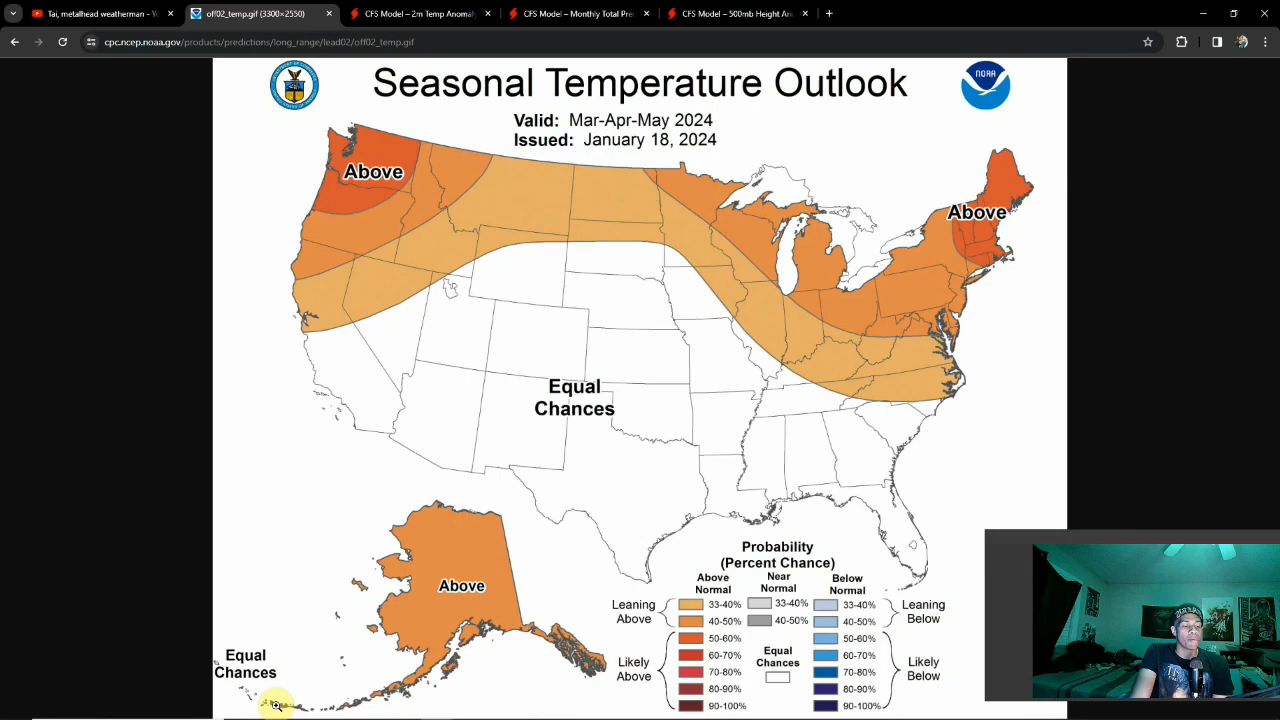 Tai, metalhead weatherman - Yo
off02_temp.gif (3300×2550)
CFS Model – 2m Temp Anomal
CFS Model – Monthly Total Pre
CFS Model – 500mb Height An
cpc.ncep.noaa.gov/products/predictions/long_range/lead02/off02_temp.gif
Seasonal Temperature Outlook
NOAA
Valid: Mar-Apr-May 2024
Issued: January 18, 2024
Above
Above
Equal
Chances
Above
Equal
Chances
Probability
(Percent Chance)
Above
Normal
Near
Normal
Below
Normal
Leaning
Above
33-40%
40-50%
33-40%
40-50%
33-40%
40-50%
Leaning
Below
Likely
Above
50-60%
60-70%
70-80%
80-90%
90-100%
Equal
Chances
50-60%
60-70%
70-80%
80-90%
90-100%
Likely
Below